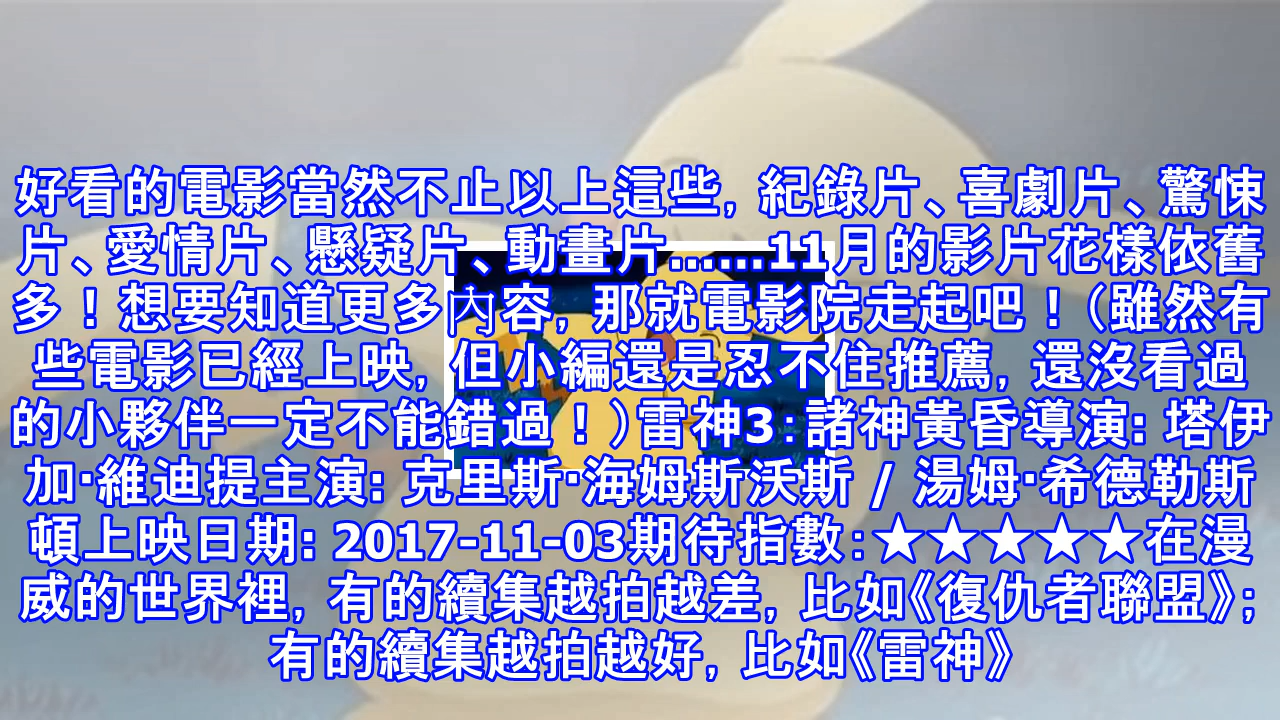 好看的電影當然不止以上這些, 紀錄片、喜劇片、驚悚
片、愛情片、懸疑片、動畫片……11月的影片花樣依舊
多！想要知道更多內容, 那就電影院走起吧！（雖然有
些電影已經上映, 但小編還是忍不住推薦, 還沒看過
的小夥伴一定不能錯過！）雷神3：諸神黃昏導演: 塔伊
加·維迪提主演: 克里斯·海姆斯沃斯 / 湯姆·希德勒斯
頓上映日期: 2017-11-03期待指數：★★★★★在漫
威的世界裡, 有的續集越拍越差, 比如《復仇者聯盟》；
有的續集越拍越好, 比如《雷神》